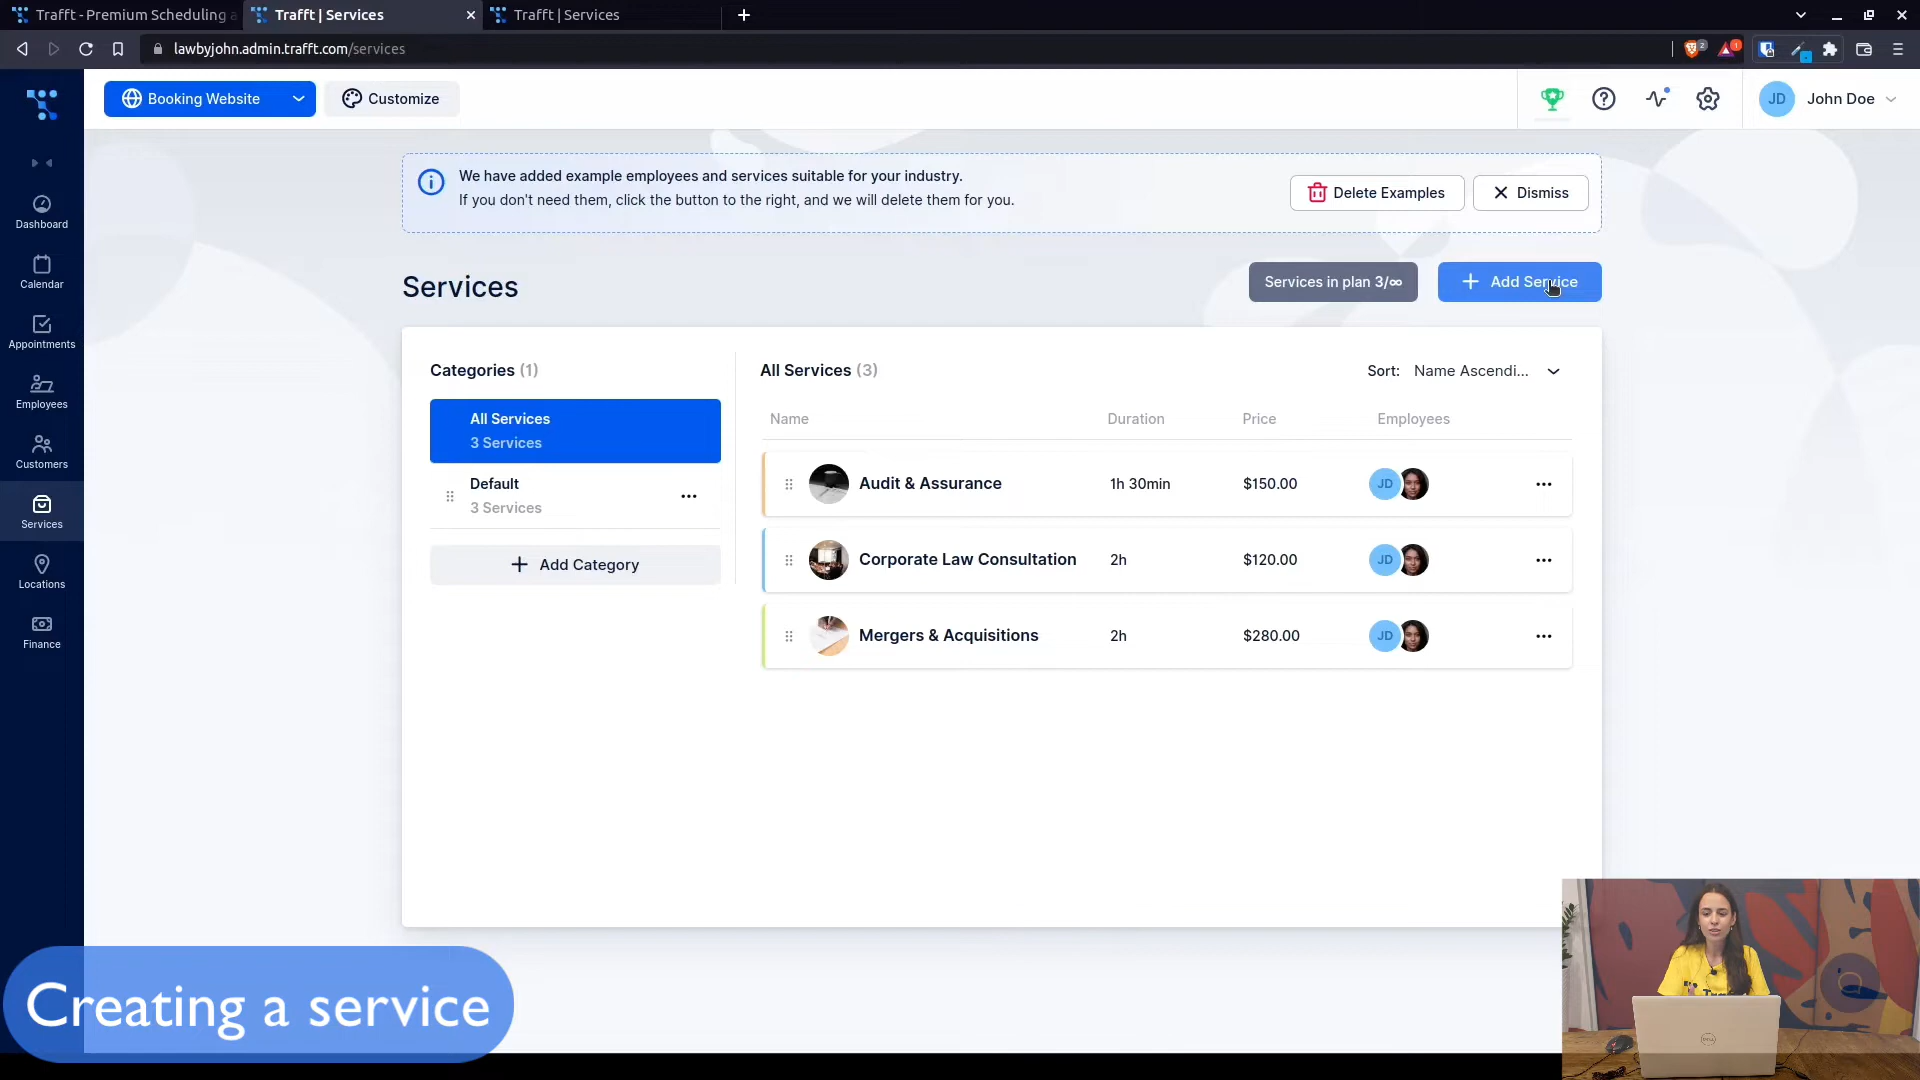 Trafft - Premium Scheduling a
Trafft | Services
Trafft | Services
lawbyjohn.admin.trafft.com/services
2
1
Booking Website
Customize
JD
John Doe
We have added example employees and services suitable for your industry.
If you don't need them, click the button to the right, and we will delete them for you.
Delete Examples
Dismiss
Dashboard
Calendar
Appointments
Employees
Customers
Services
Locations
Finance
Services
Services in plan 3/∞
Add Service
Categories (1)
All Services
3 Services
Default
3 Services
Add Category
All Services (3)
Sort: Name Ascendi...
Name Duration Price Employees
Audit & Assurance 1h 30min $150.00 JD
Corporate Law Consultation 2h $120.00 JD
Mergers & Acquisitions 2h $280.00 JD
Creating a service